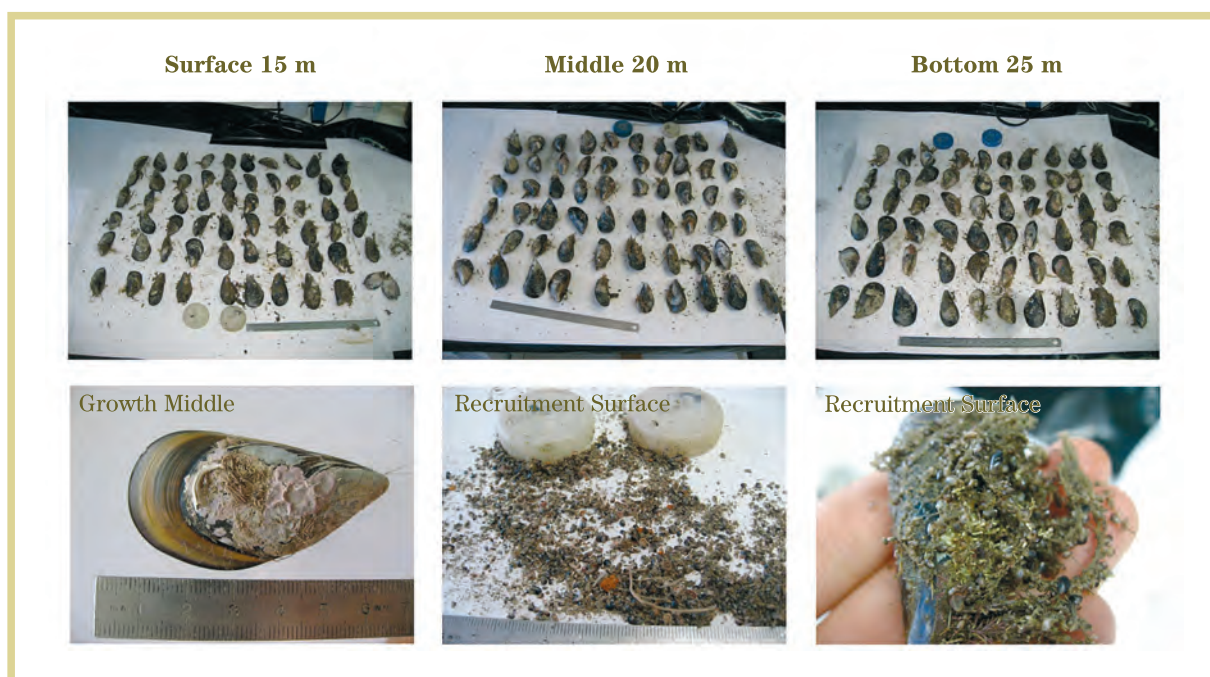 Surface 15 m
Middle 20 m
Bottom 25 m
Growth Middle
Recruitment Surface
Recruitment Surface